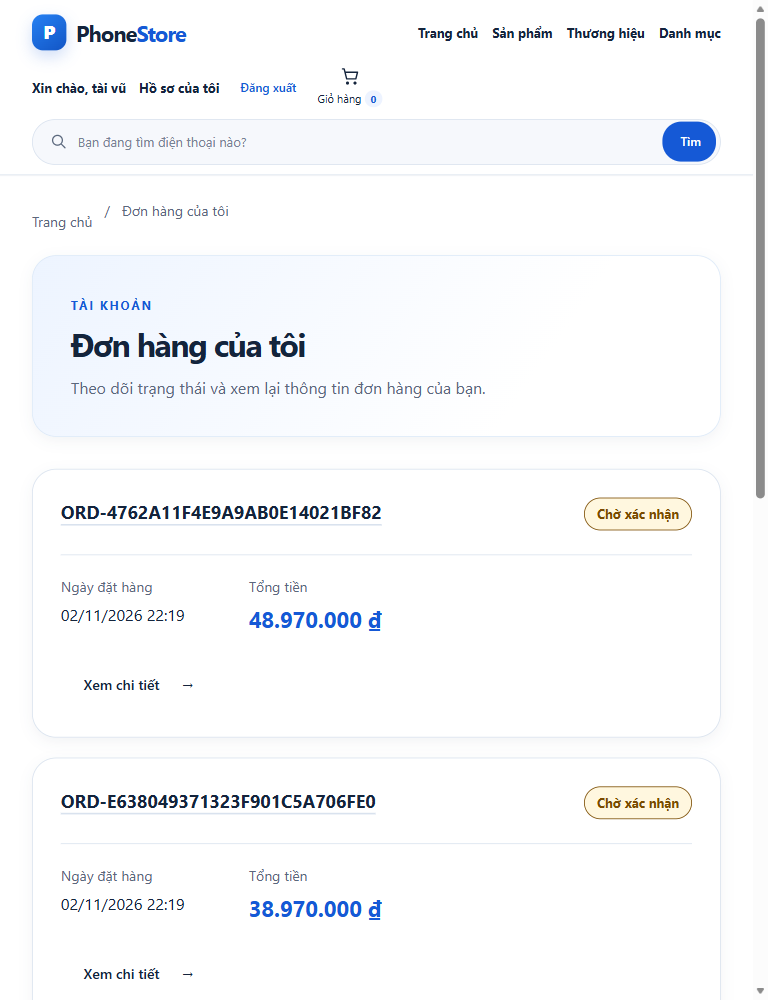 P PhoneStore
Trang chủ Sản phẩm Thương hiệu Danh mục
Xin chào, tài vũ Hồ sơ của tôi Đăng xuất Giỏ hàng 0
Bạn đang tìm điện thoại nào? Tìm
Trang chủ / Đơn hàng của tôi
TÀI KHOẢN
Đơn hàng của tôi
Theo dõi trạng thái và xem lại thông tin đơn hàng của bạn.
ORD-4762A11F4E9A9AB0E14021BF82 Chờ xác nhận
Ngày đặt hàng Tổng tiền
02/11/2026 22:19 48.970.000 ₫
Xem chi tiết →
ORD-E638049371323F901C5A706FE0 Chờ xác nhận
Ngày đặt hàng Tổng tiền
02/11/2026 22:19 38.970.000 ₫
Xem chi tiết →